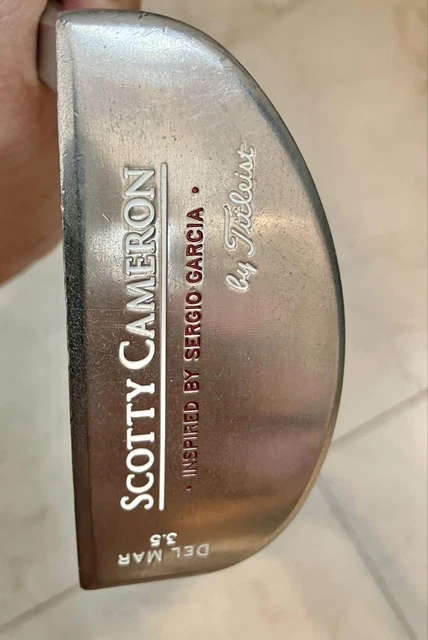 SCOTTY CAMERON
• INSPIRED BY SERGIO GARCIA •
by Titleist
DEL MAR
3.5